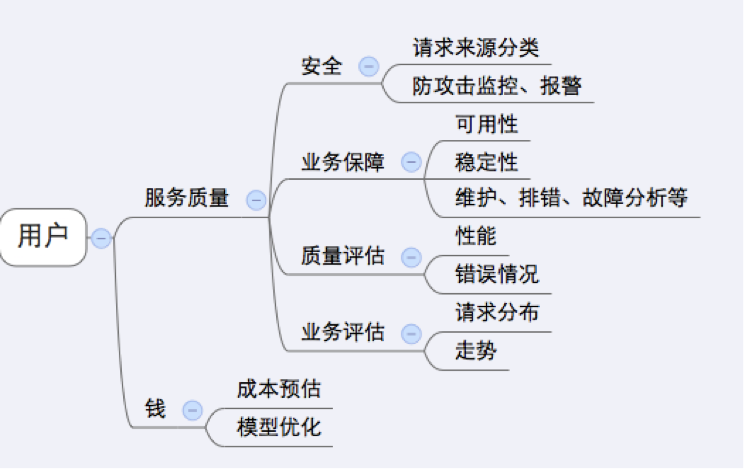 用户
服务质量
安全
请求来源分类
防攻击监控、报警
业务保障
可用性
稳定性
维护、排错、故障分析等
质量评估
性能
错误情况
业务评估
请求分布
走势
钱
成本预估
模型优化